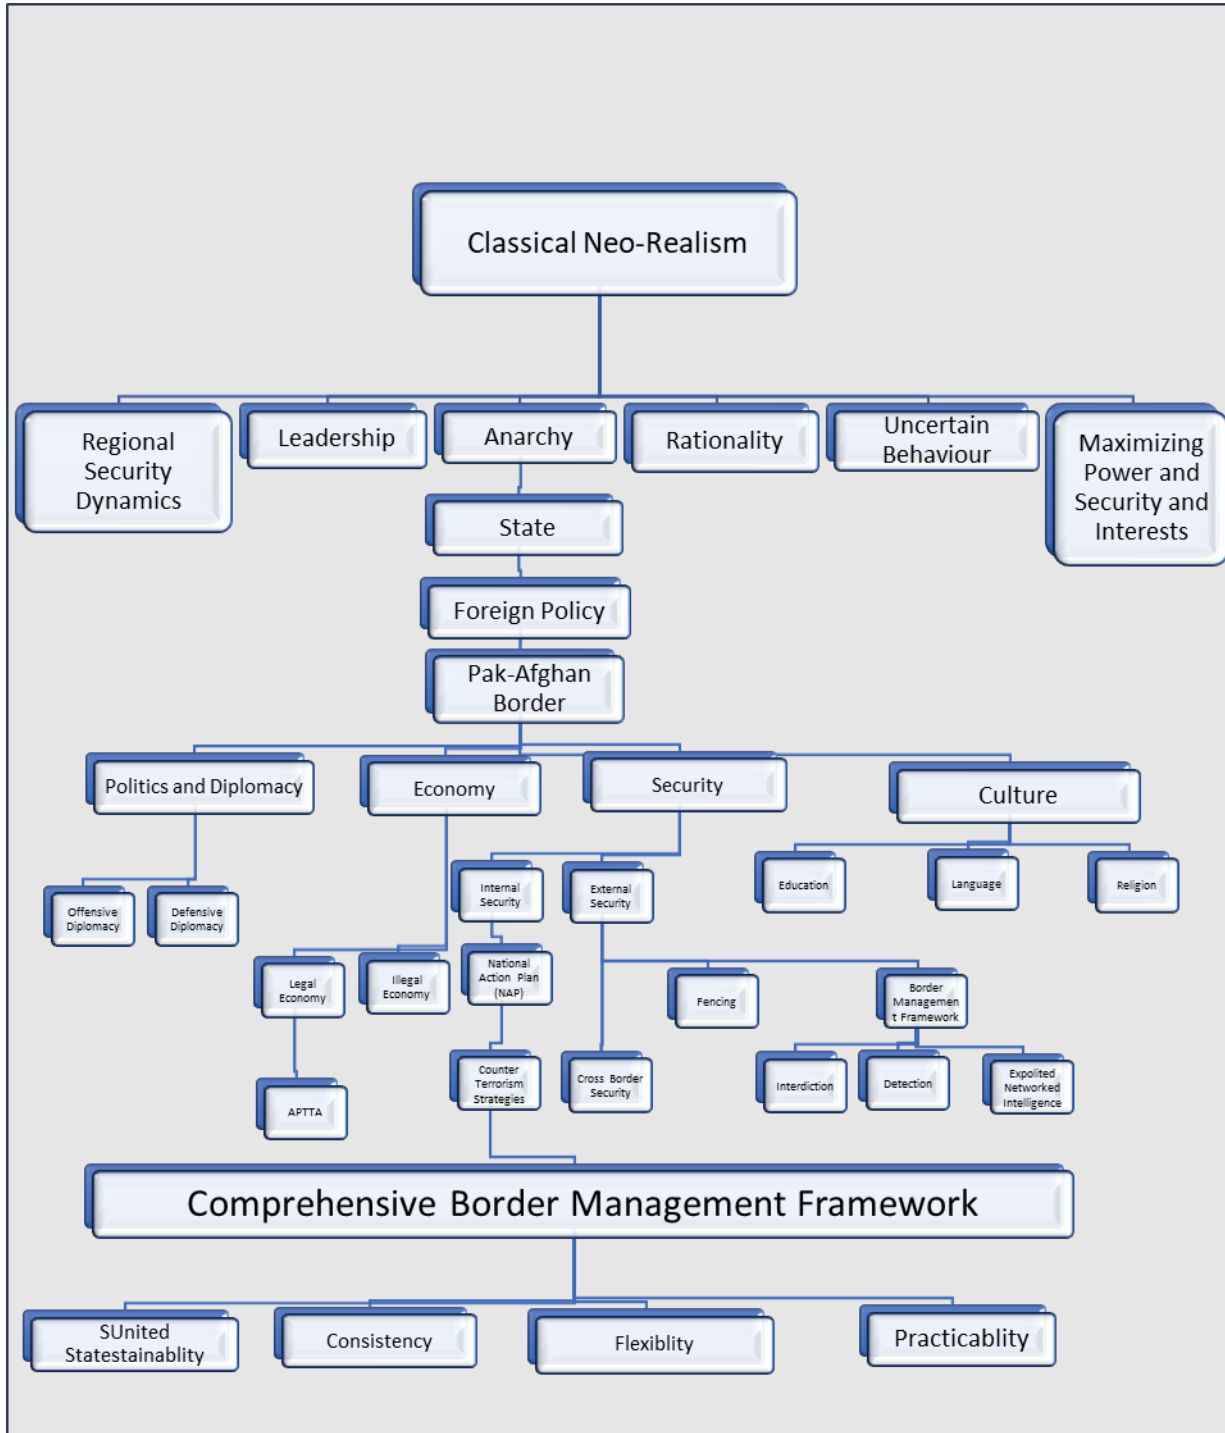 Classical Neo-Realism
Regional
Security
Dynamics
Leadership
Anarchy
Rationality
Uncertain
Behaviour
Maximizing
Power and
Security and
Interests
State
Foreign Policy
Pak-Afghan
Border
Politics and Diplomacy
Economy
Security
Culture
Offensive
Diplomacy
Defensive
Diplomacy
Legal
Economy
Illegal
Economy
APTTA
Internal
Security
External
Security
National
Action Plan
(NAP)
Counter
Terrorism
Strategies
Cross Border
Security
Fencing
Border
Managemen
t Framework
Interdiction
Detection
Expolited
Networked
Intelligence
Education
Language
Religion
Comprehensive Border Management Framework
SUnited
Statestainablity
Consistency
Flexiblity
Practicablity